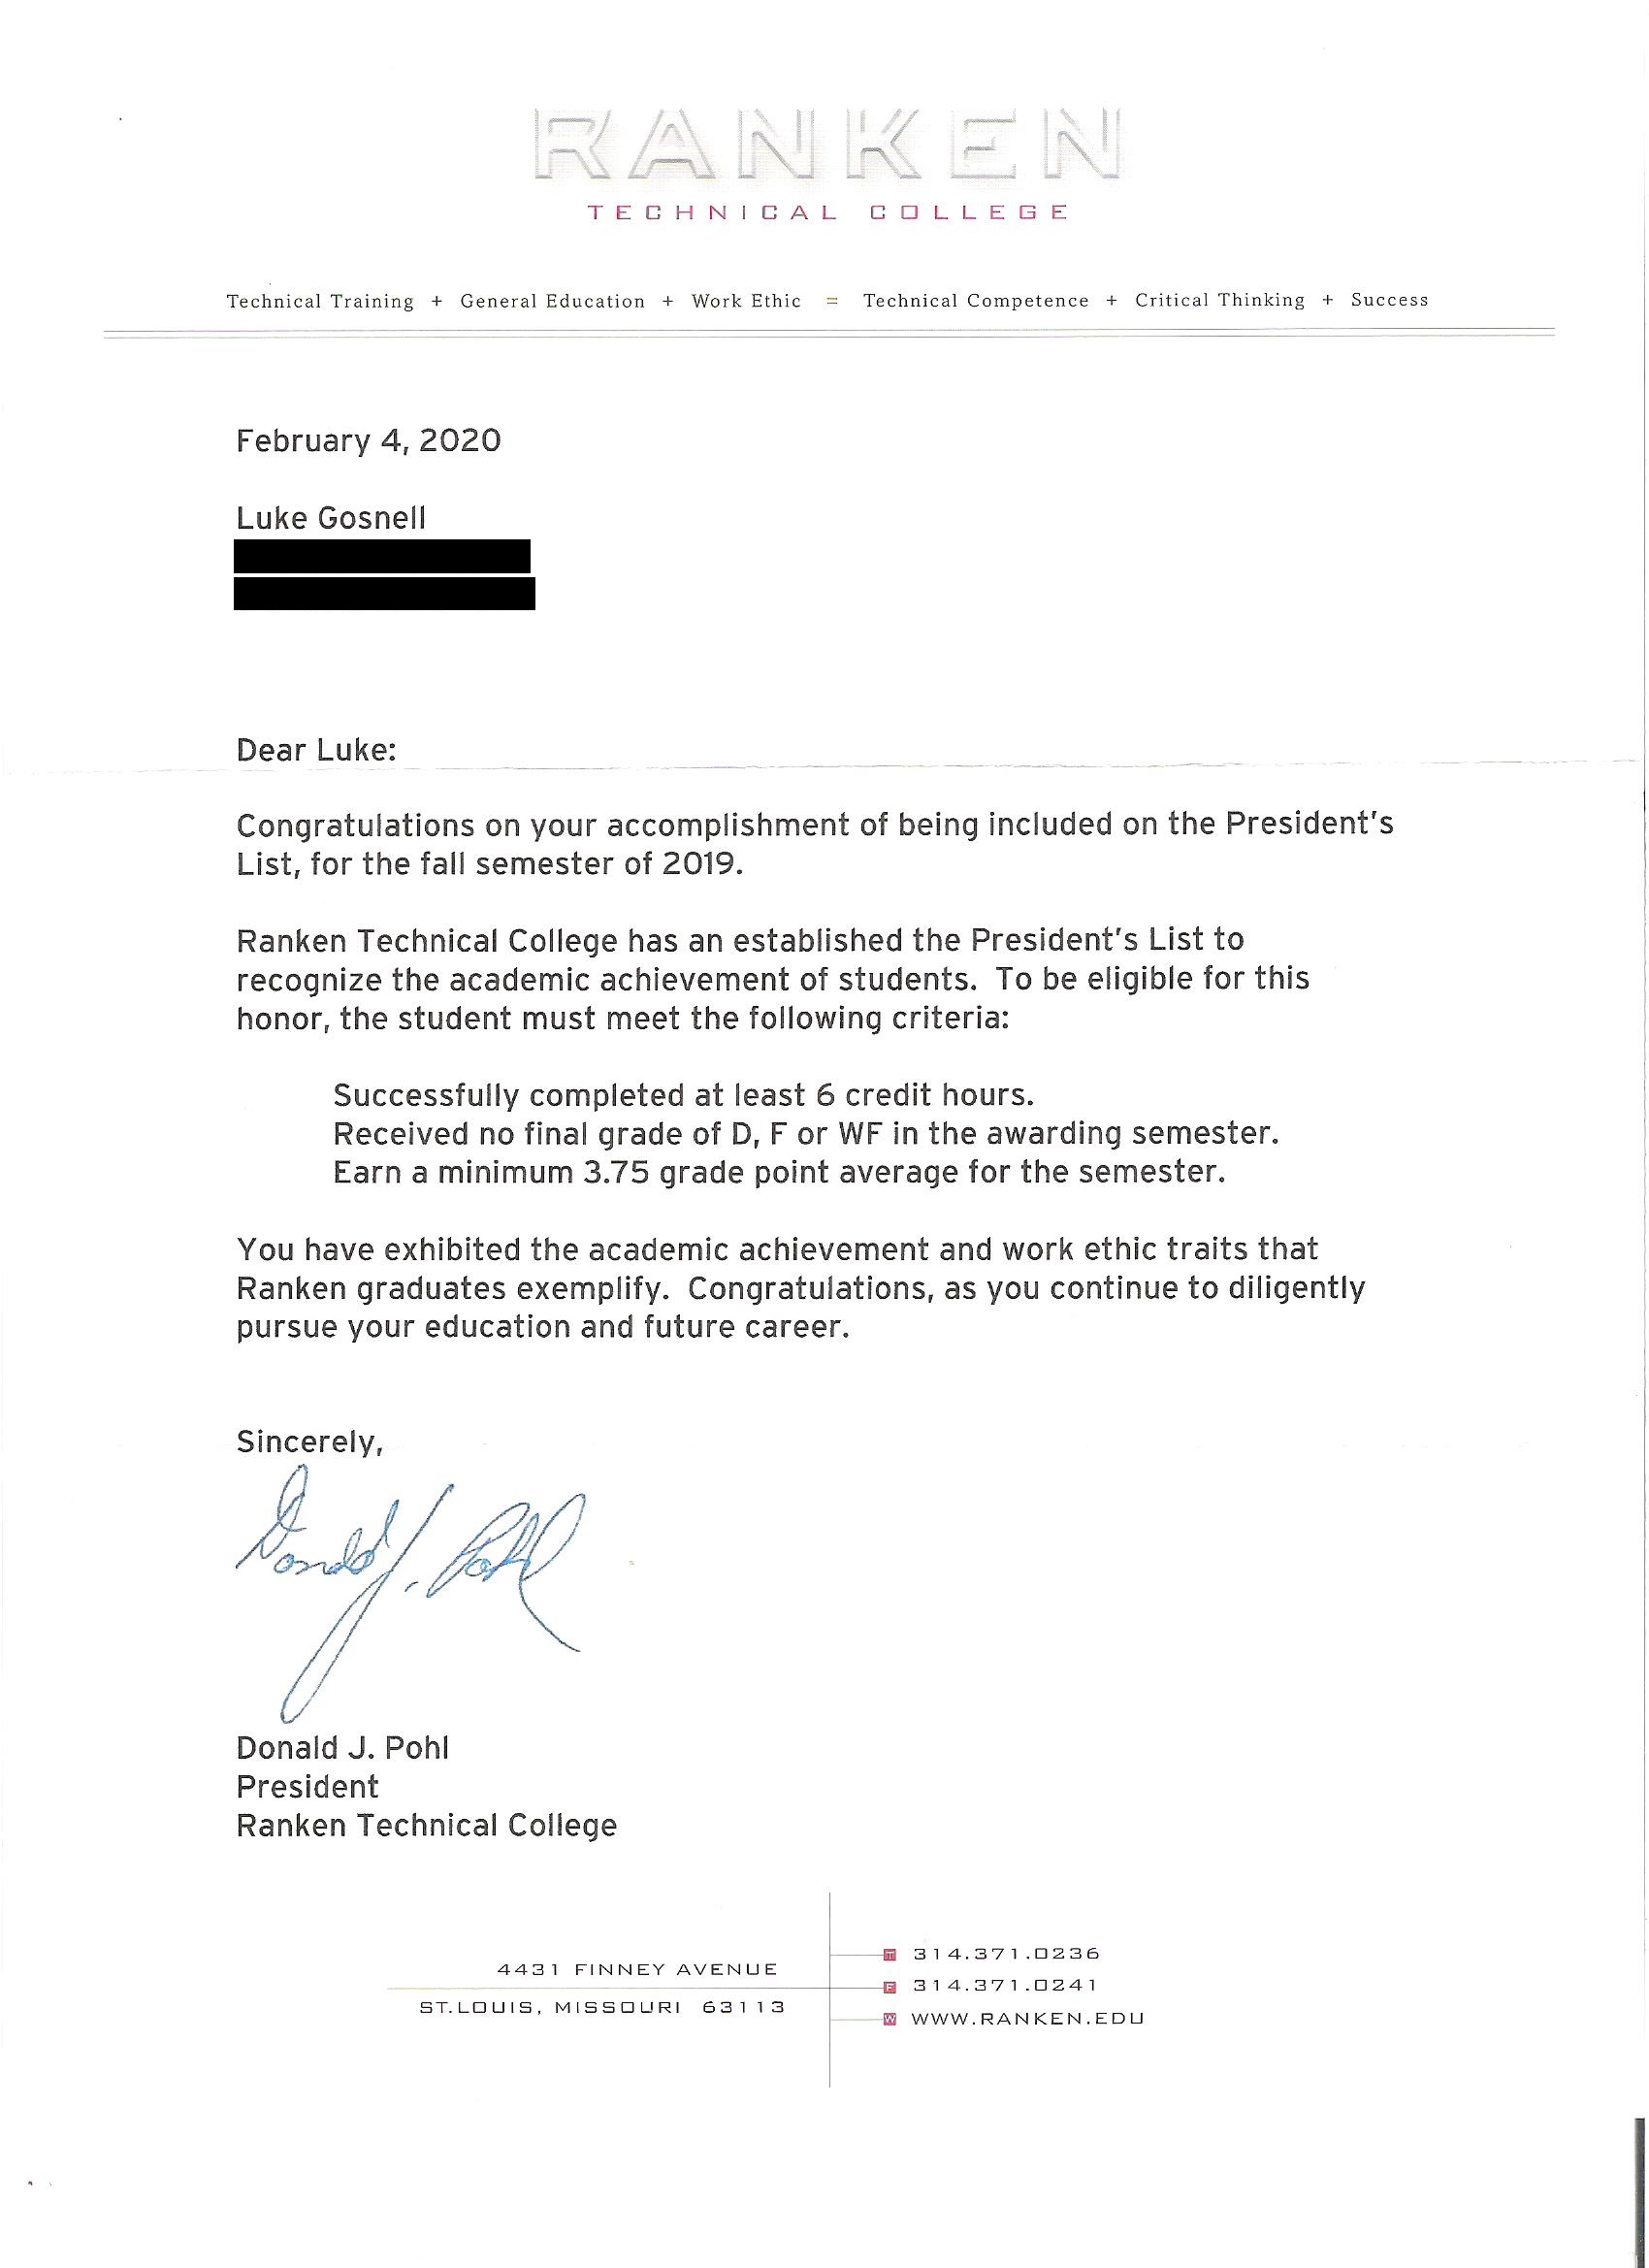 RANKEN
TECHNICAL COLLEGE
Technical Training + General Education + Work Ethic = Technical Competence + Critical Thinking + Success
February 4, 2020
Luke Gosnell
Dear Luke:
Congratulations on your accomplishment of being included on the President's
List, for the fall semester of 2019.
Ranken Technical College has an established the President's List to
recognize the academic achievement of students. To be eligible for this
honor, the student must meet the following criteria:
Successfully completed at least 6 credit hours.
Received no final grade of D, F or WF in the awarding semester.
Earn a minimum 3.75 grade point average for the semester.
You have exhibited the academic achievement and work ethic traits that
Ranken graduates exemplify. Congratulations, as you continue to diligently
pursue your education and future career.
Sincerely,
Donald J. Pohl
Donald J. Pohl
President
Ranken Technical College
4431 FINNEY AVENUE
ST.LOUIS, MISSOURI 63113
T 314.371.0236
F 314.371.0241
W WWW.RANKEN.EDU